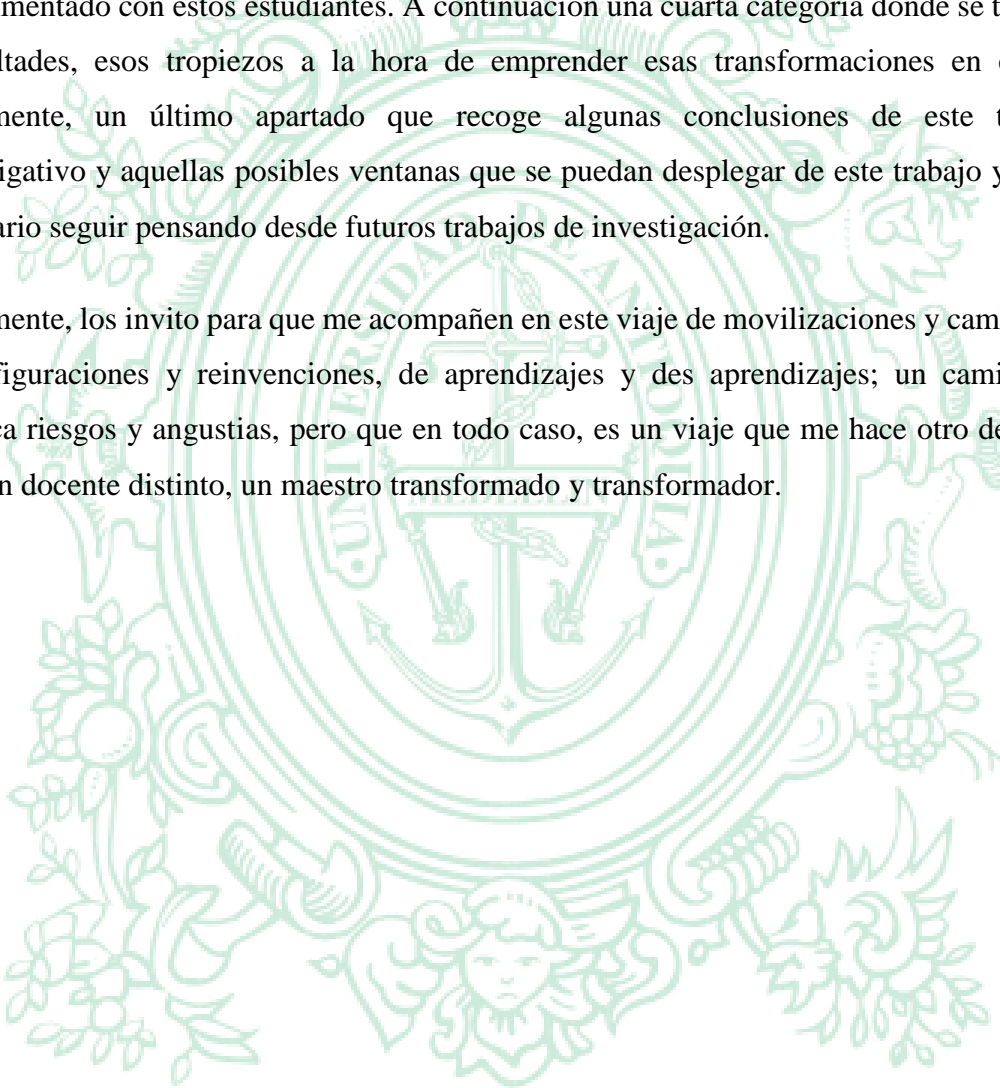 mentado con estos estudiantes. A continuación una cuarta categoría donde se t
ltades, esos tropiezos a la hora de emprender esas transformaciones en
mente, un último apartado que recoge algunas conclusiones de este t
igativo y aquellas posibles ventanas que se puedan desplegar de este trabajo y
ario seguir pensando desde futuros trabajos de investigación.
mente, los invito para que me acompañen en este viaje de movilizaciones y cam
figuraciones y reinvenciones, de aprendizajes y des aprendizajes; un cami
ca riesgos y angustias, pero que en todo caso, es un viaje que me hace otro de
n docente distinto, un maestro transformado y transformador.
UNIVERSIDAD DE ANTIOQUIA